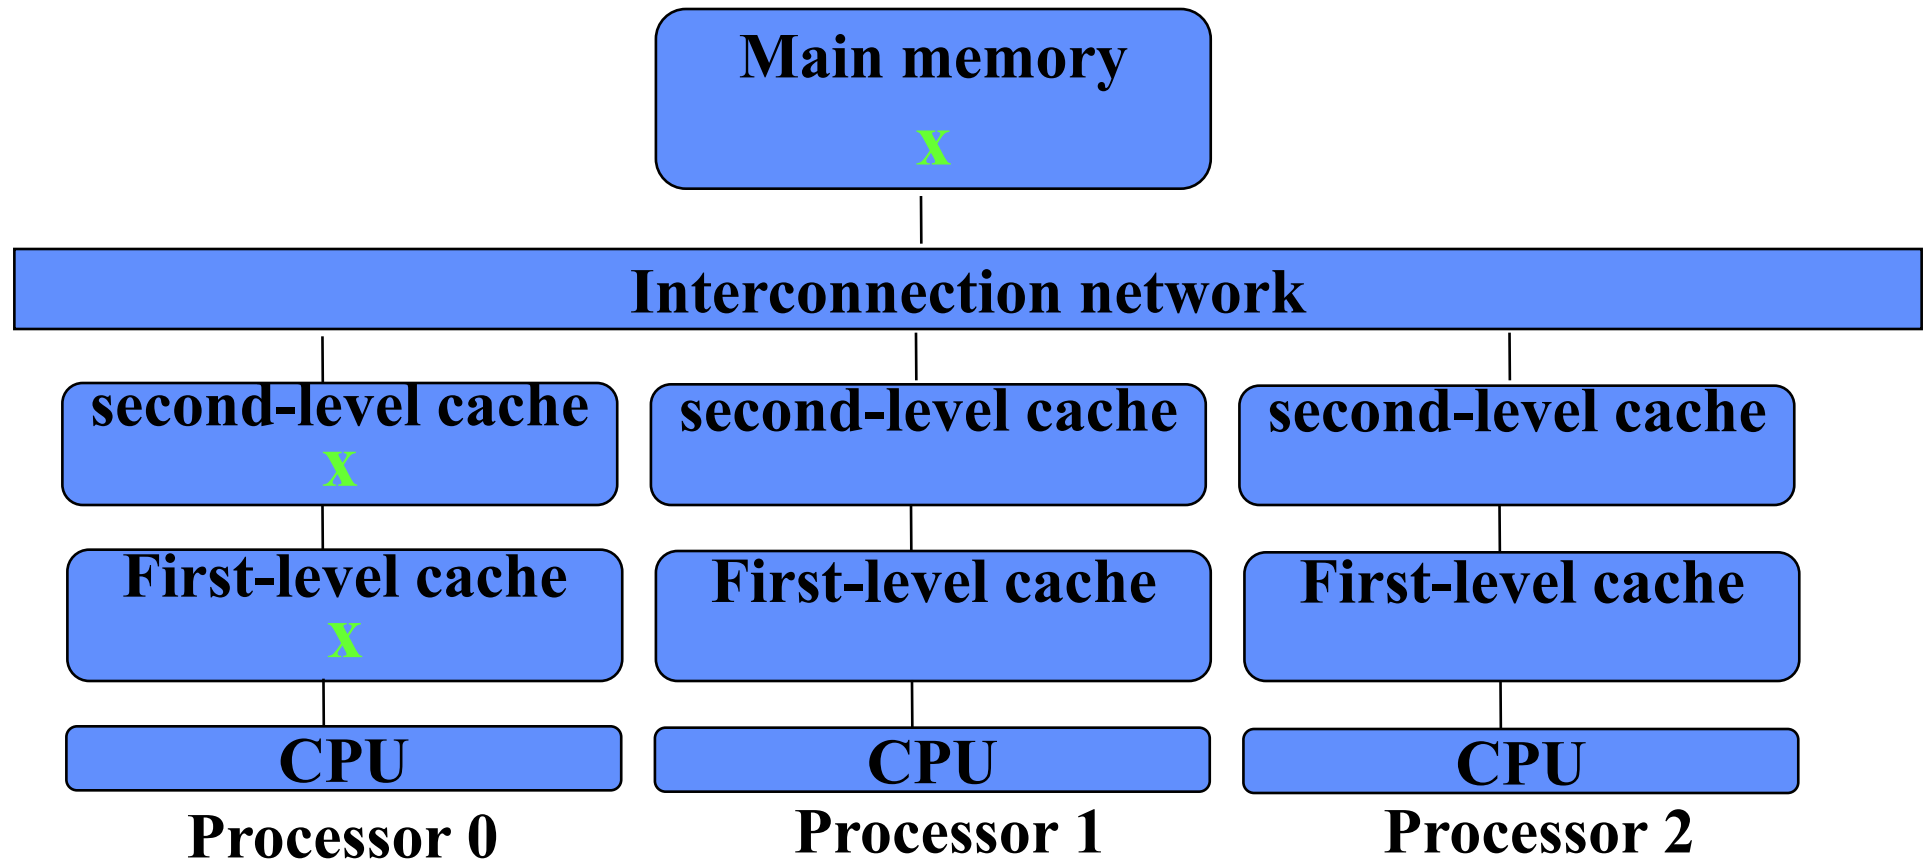 Main memory
x
Interconnection network
second-level cache
x
second-level cache
second-level cache
First-level cache
x
First-level cache
First-level cache
CPU
CPU
CPU
Processor 0
Processor 1
Processor 2